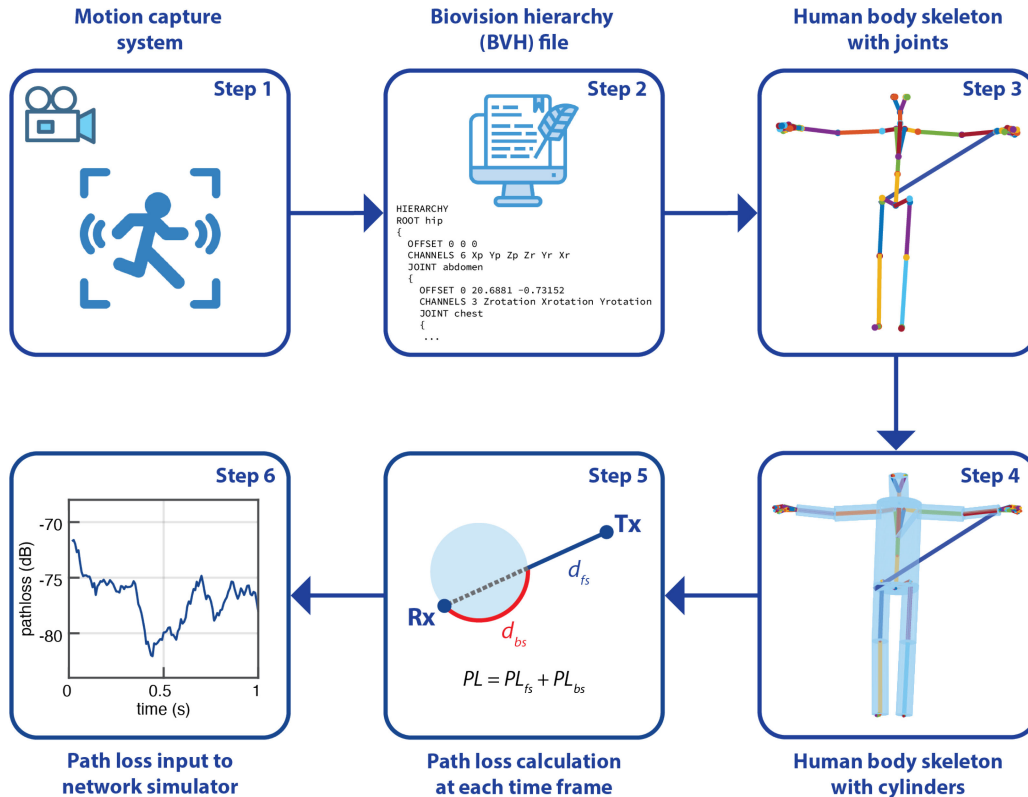 Motion capture
system
Biovision hierarchy
(BVH) file
Human body skeleton
with joints
Step 1
Step 2
HIERARCHY
ROOT hip
{
OFFSET 0 0 0
CHANNELS 6 Xp Yp Zp Zr Yr Xr
JOINT abdomen
{
OFFSET 0 20.6881 -0.73152
CHANNELS 3 Zrotation Xrotation Yrotation
JOINT chest
{
...
Step 3
Step 6
-70
-75
-80
pathloss (dB)
0
0.5
1
time (s)
Step 5
Tx
d_fs
Rx
d_bs
PL = PL_fs + PL_bs
Step 4
Path loss input to
network simulator
Path loss calculation
at each time frame
Human body skeleton
with cylinders